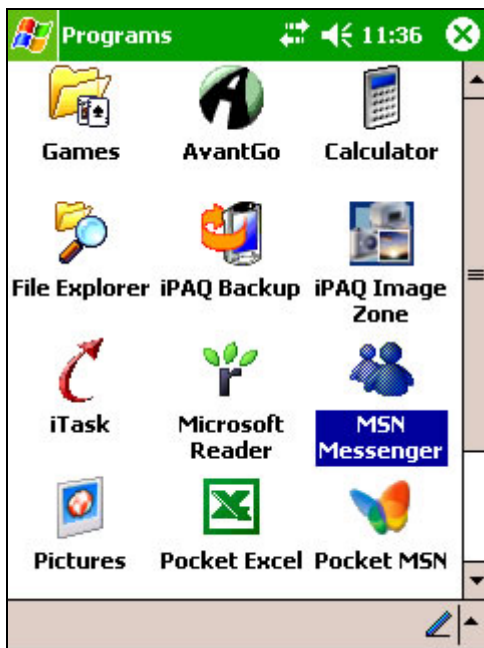 Programs 11:36
Games AvantGo Calculator
File Explorer iPAQ Backup iPAQ Image
Zone
iTask Microsoft MSN
Reader Messenger
Pictures Pocket Excel Pocket MSN